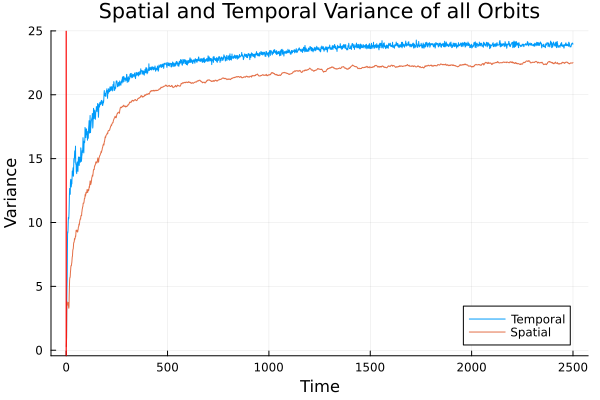 Spatial and Temporal Variance of all Orbits
25
20
15
10
5
0
Variance
0 500 1000 1500 2000 2500
Time
Temporal
Spatial